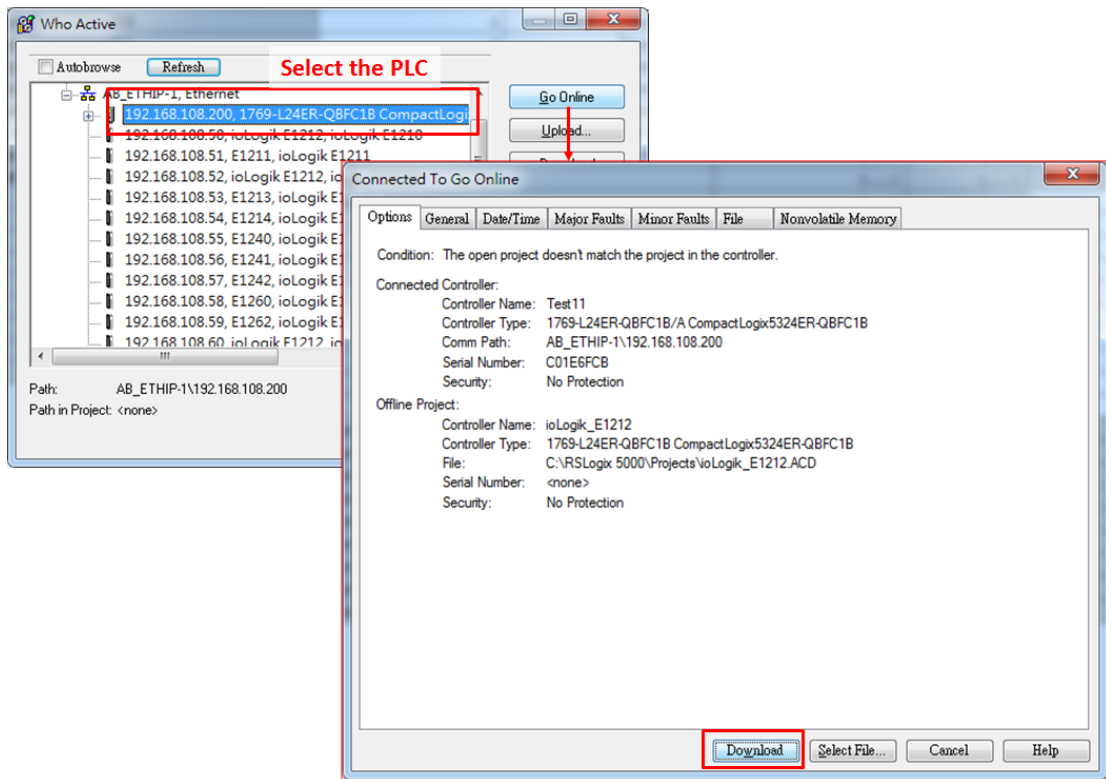 Who Active
Autobrowse
Refresh
Select the PLC
AB_ETHIP-1, Ethernet
192.168.108.200, 1769-L24ER-QBFC1B CompactLogi
192.168.108.50, ioLogik E1212, ioLogik E1210
192.168.108.51, E1211, ioLogik E1211
192.168.108.52, ioLogik E1212, io
192.168.108.53, E1213, ioLogik E1
192.168.108.54, E1214, ioLogik E1
192.168.108.55, E1240, ioLogik E1
192.168.108.56, E1241, ioLogik E1
192.168.108.57, E1242, ioLogik E1
192.168.108.58, E1260, ioLogik E1
192.168.108.59, E1262, ioLogik E1
192.168.108.60, ioLogik E1212, io
Go Online
Upload...
Path: AB_ETHIP-1\192.168.108.200
Path in Project: <none>
Connected To Go Online
Options General Date/Time Major Faults Minor Faults File Nonvolatile Memory
Condition: The open project doesn't match the project in the controller.
Connected Controller:
Controller Name: Test11
Controller Type: 1769-L24ER-QBFC1B/A CompactLogix5324ER-QBFC1B
Comm Path: AB_ETHIP-1\192.168.108.200
Serial Number: C01E6FCB
Security: No Protection
Offline Project:
Controller Name: ioLogik_E1212
Controller Type: 1769-L24ER-QBFC1B CompactLogix5324ER-QBFC1B
File: C:\RSLogix 5000\Projects\ioLogik_E1212.ACD
Serial Number: <none>
Security: No Protection
Download Select File... Cancel Help